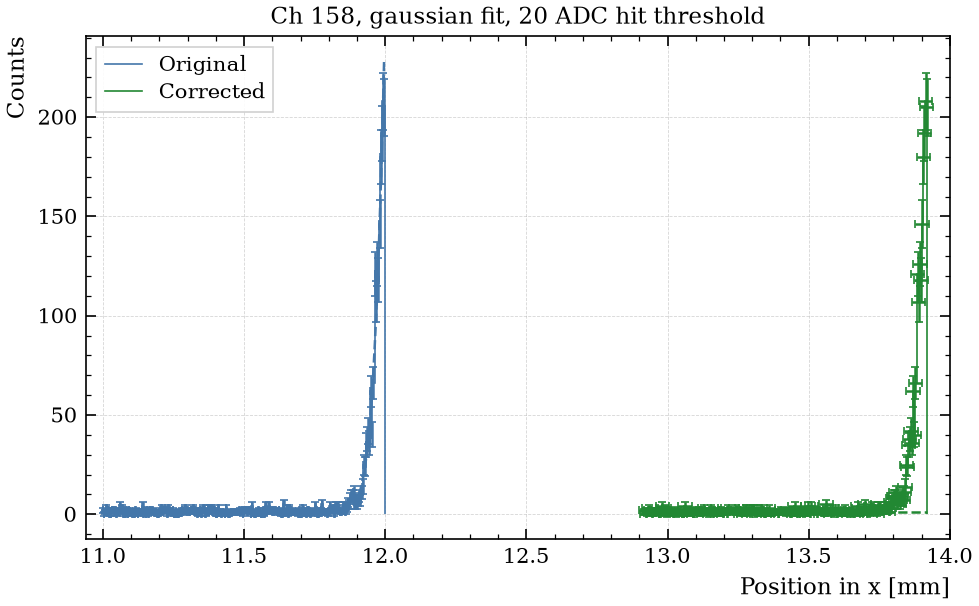 Ch 158, gaussian fit, 20 ADC hit threshold
Counts
Original
Corrected
200
150
100
50
0
11.0 11.5 12.0 12.5 13.0 13.5 14.0
Position in x [mm]